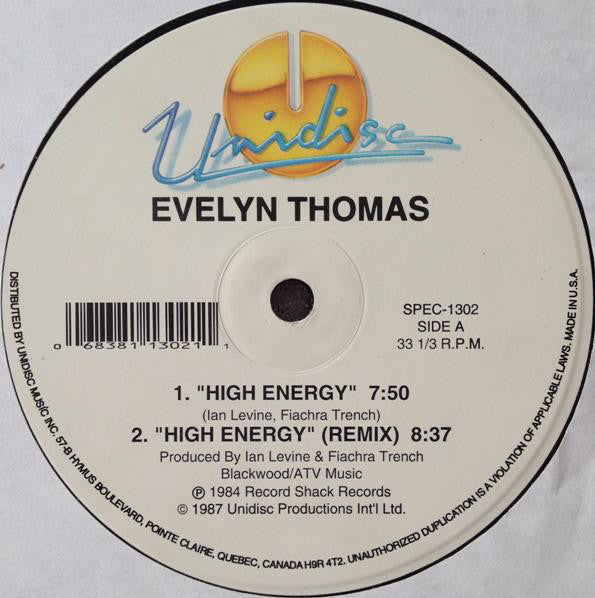 Unidisc
EVELYN THOMAS
SPEC-1302
SIDE A
33 1/3 R.P.M.
0 68381 13021 1
1. "HIGH ENERGY" 7:50
(Ian Levine, Fiachra Trench)
2. "HIGH ENERGY" (REMIX) 8:37
Produced By Ian Levine & Fiachra Trench
Blackwood/ATV Music
℗ 1984 Record Shack Records
© 1987 Unidisc Productions Int'l Ltd.
DISTRIBUTED BY UNIDISC MUSIC INC. 57-B HYMUS BOULEVARD, POINTE CLAIRE, QUEBEC, CANADA H9R 4T2. UNAUTHORIZED DUPLICATION IS A VIOLATION OF APPLICABLE LAWS. MADE IN U.S.A.